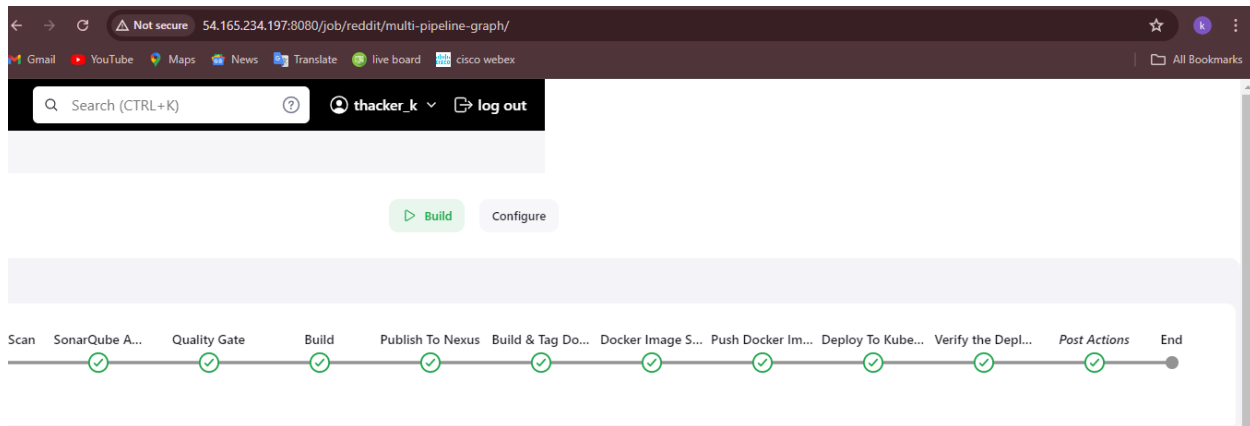 Not secure 54.165.234.197:8080/job/reddit/multi-pipeline-graph/ k
Gmail YouTube Maps News Translate live board cisco webex All Bookmarks
Search (CTRL+K) ? thacker_k log out
Build Configure
Scan SonarQube A... Quality Gate Build Publish To Nexus Build & Tag Do... Docker Image S... Push Docker Im... Deploy To Kube... Verify the Depl... Post Actions End